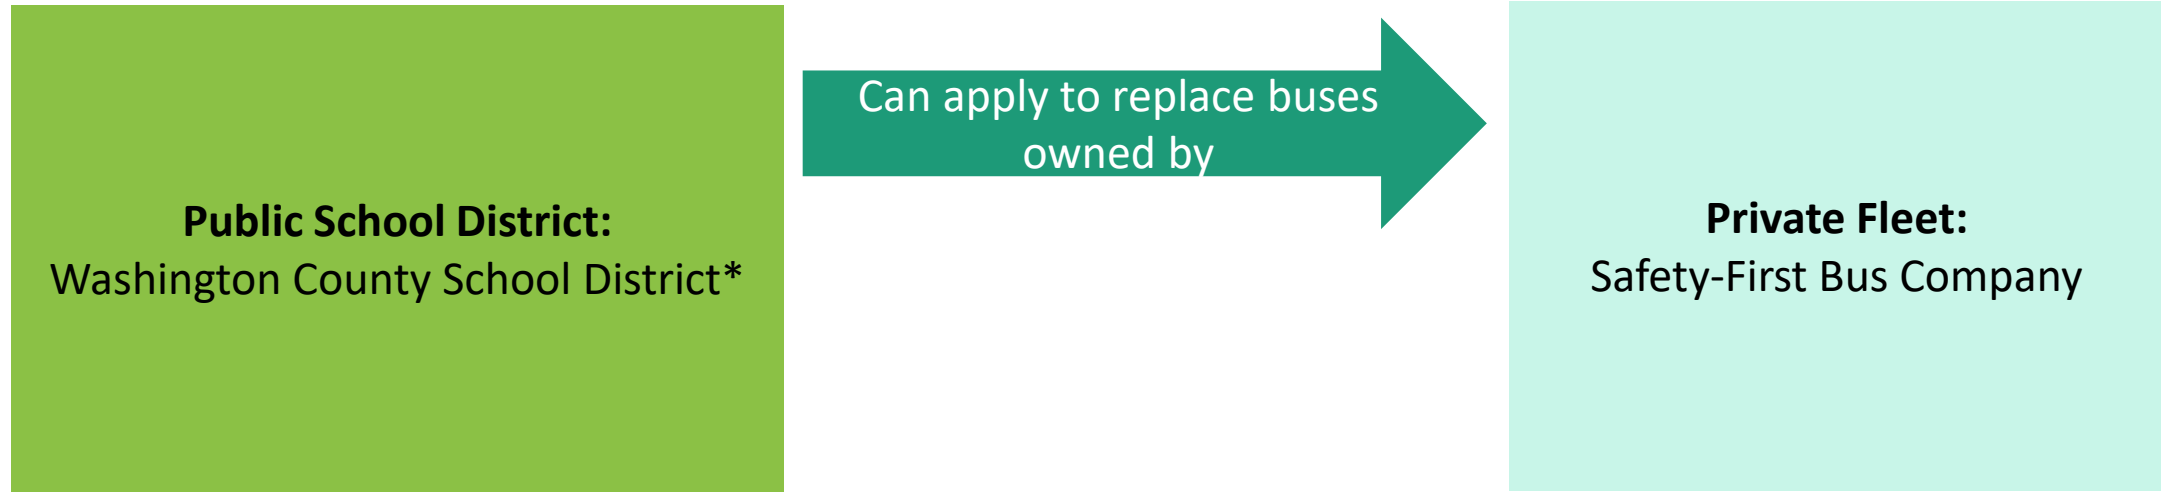 Public School District:
Washington County School District*
Can apply to replace buses
owned by
Private Fleet:
Safety-First Bus Company